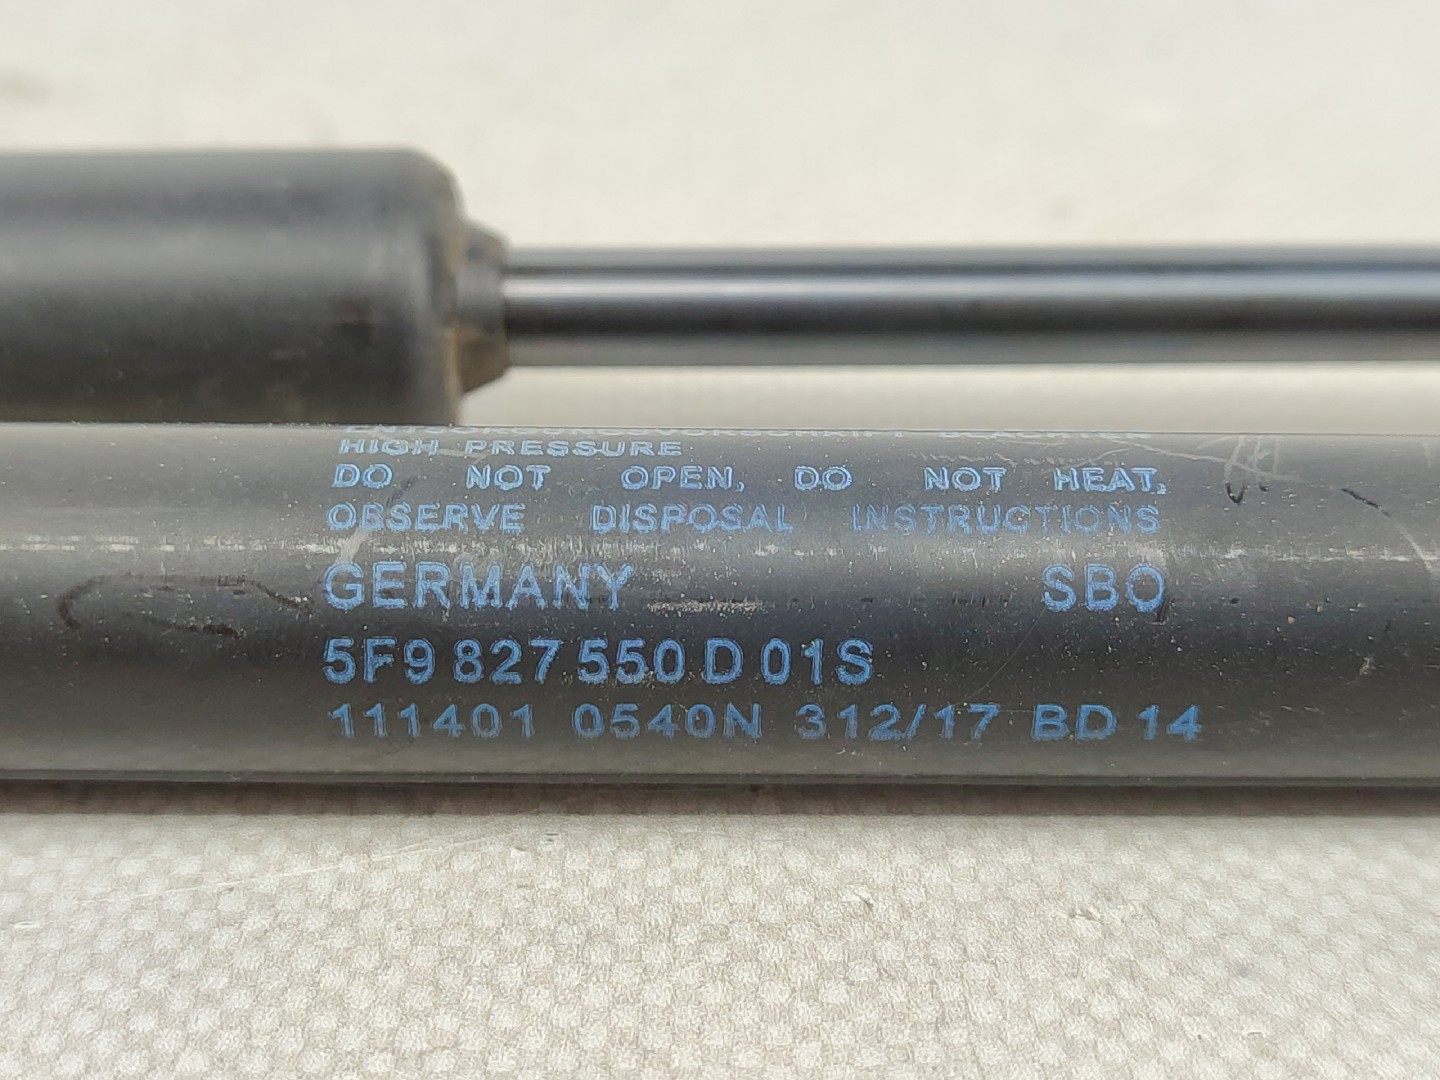 HIGH PRESSURE
DO NOT OPEN, DO NOT HEAT,
OBSERVE DISPOSAL INSTRUCTIONS
GERMANY SBO
5F9 827 550 D 01S
111401 0540N 312/17 BD 14